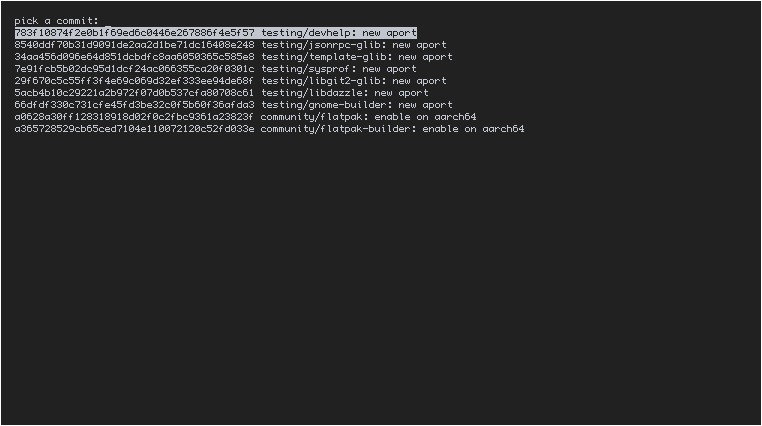 pick a commit: _
783f10874f2e0b1f69ed6c0446e267886f4e5f57 testing/devhelp: new aport
8540ddf70b31d9091de2aa2d1be71dc16408e248 testing/jsonrpc-glib: new aport
34aa456d096e64d851dcbdfc8aa6050365c585e8 testing/template-glib: new aport
7e91fcb5b02dc95d1dcf24ac066355ca20f0301c testing/sysprof: new aport
29f670c5c55ff3f4e69c069d32ef333ee94de68f testing/libgit2-glib: new aport
5acb4b10c29221a2b972f07d0b537cfa80708c61 testing/libdazzle: new aport
66dfdf330c731cfe45fd3be32c0f5b60f36afda3 testing/gnome-builder: new aport
a0628a30ff128318918d02f0c2fbc9361a23823f community/flatpak: enable on aarch64
a365728529cb65ced7104e110072120c52fd033e community/flatpak-builder: enable on aarch64